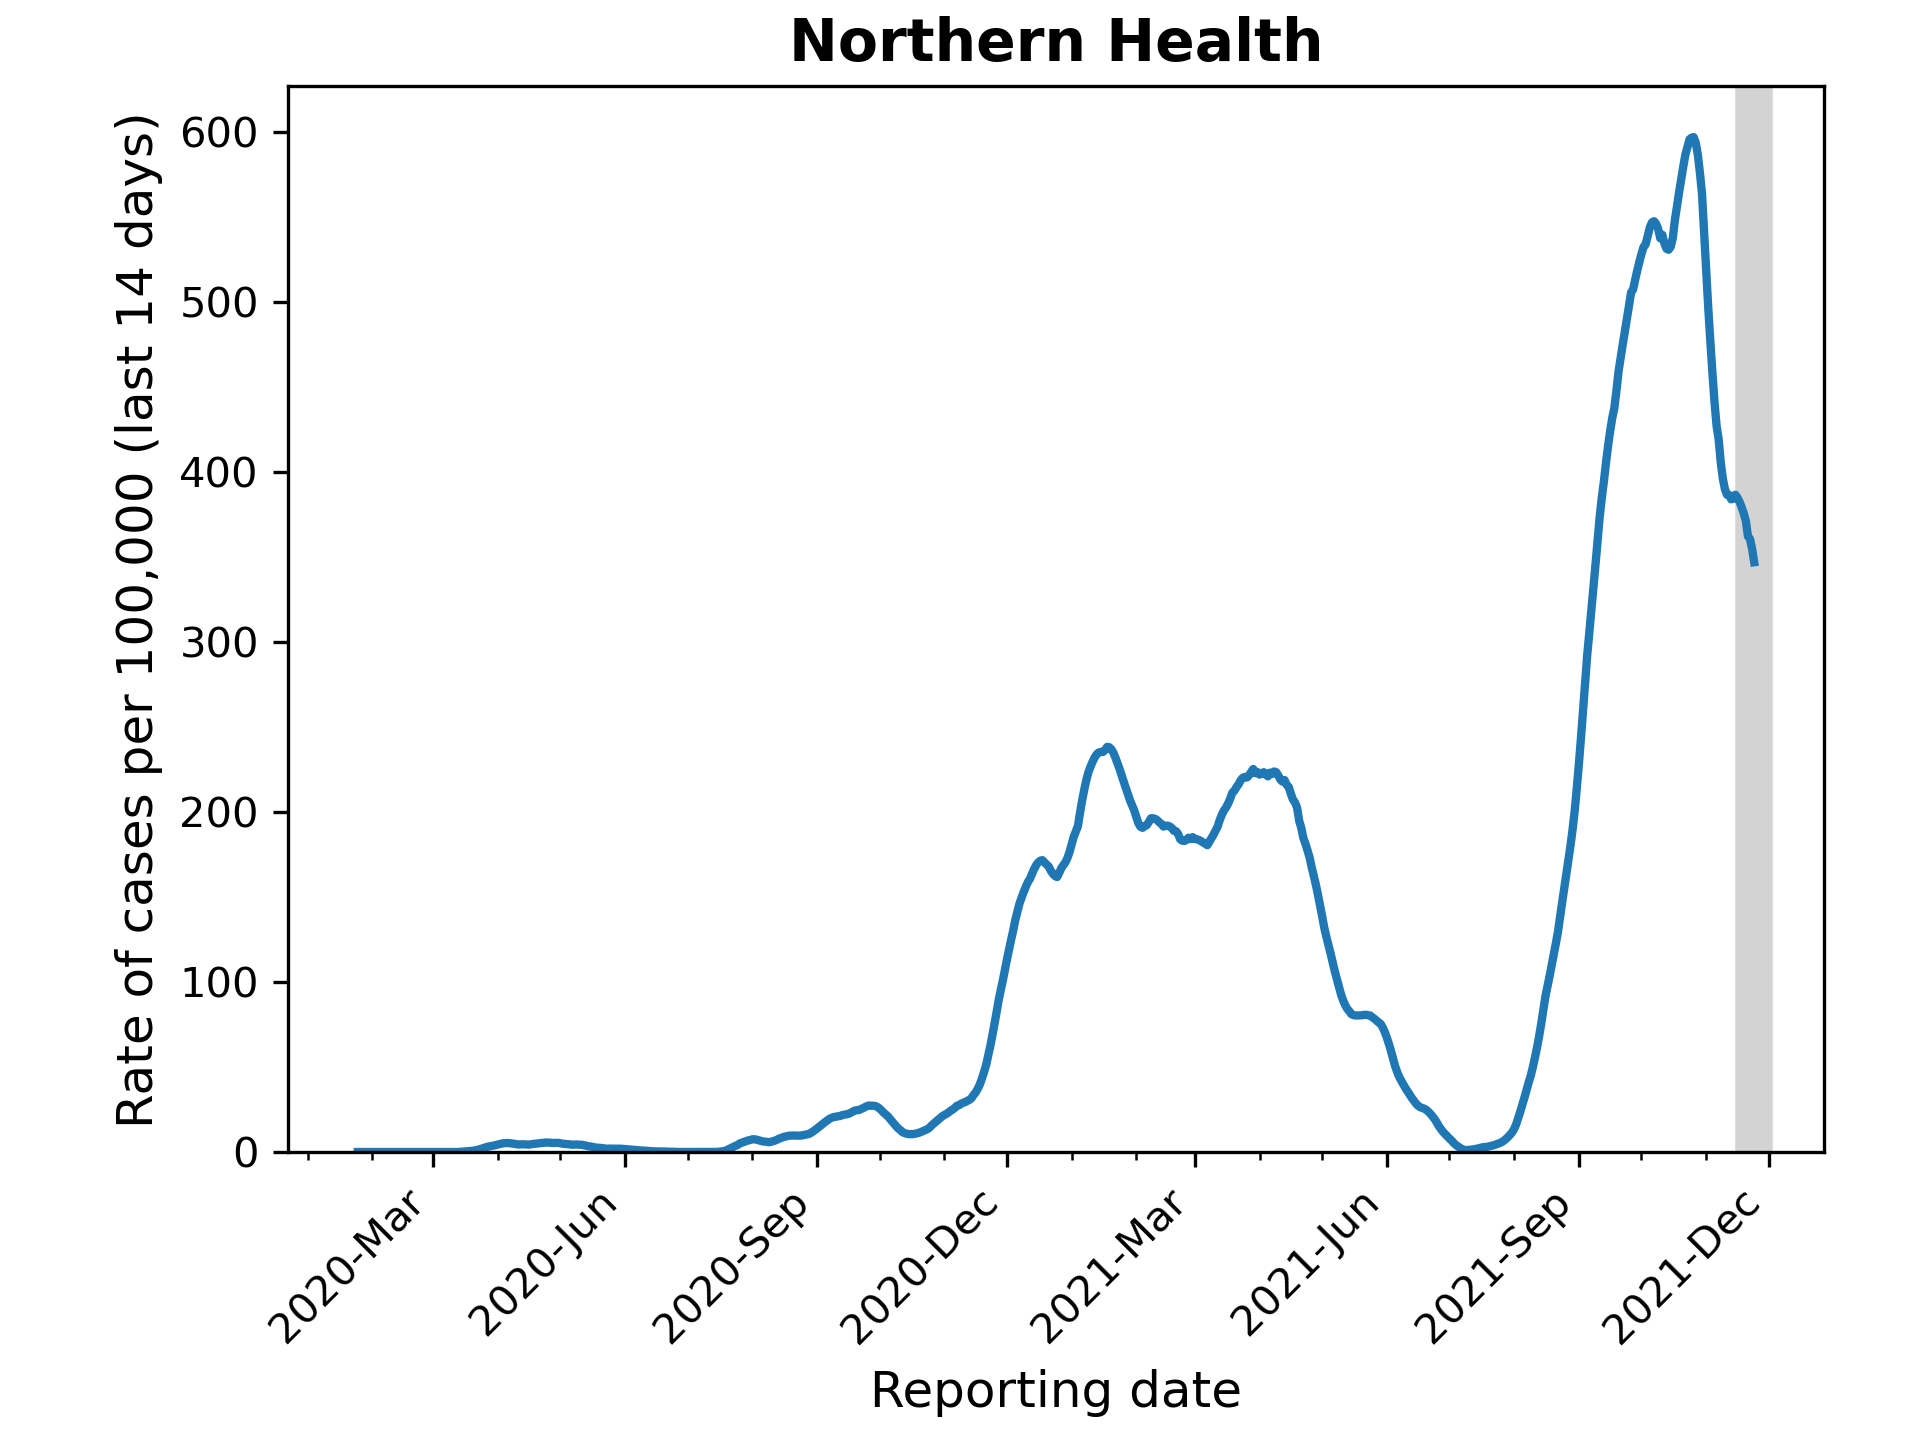 Northern Health
Rate of cases per 100,000 (last 14 days)
600
500
400
300
200
100
0
2020-Mar
2020-Jun
2020-Sep
2020-Dec
2021-Mar
2021-Jun
2021-Sep
2021-Dec
Reporting date